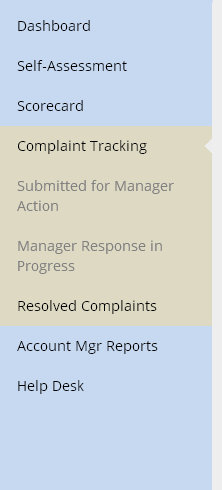 Dashboard
Self-Assessment
Scorecard
Complaint Tracking
Submitted for Manager
Action
Manager Response in
Progress
Resolved Complaints
Account Mgr Reports
Help Desk